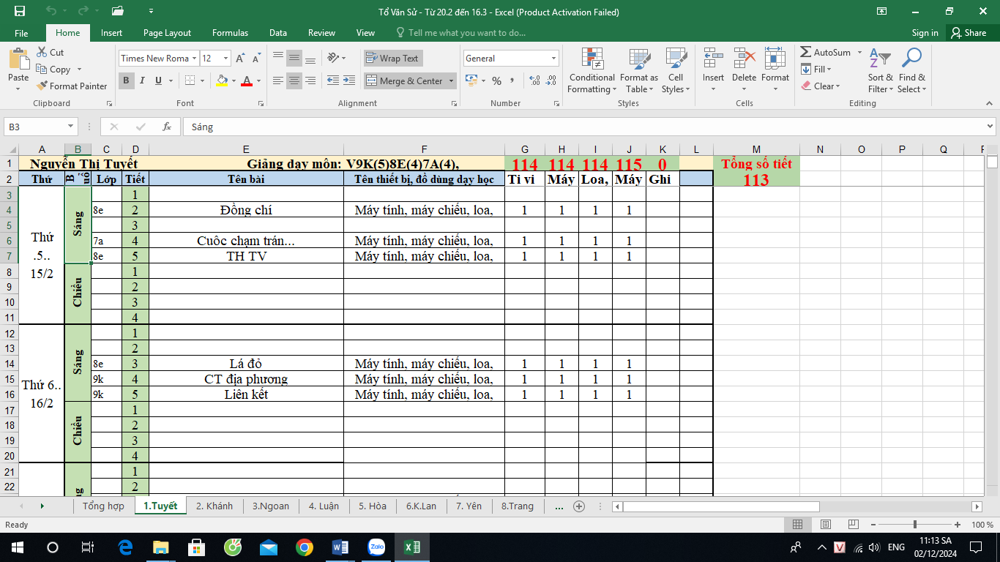 Tổ Văn Sử - Từ 20.2 đến 16.3 - Excel (Product Activation Failed)
File Home Insert Page Layout Formulas Data Review View Tell me what you want to do... Sign in Share
Paste Cut Copy Format Painter
Times New Roma 12 B I U A
Wrap Text Merge & Center
General % ,
Conditional Formatting Format as Table Cell Styles
Insert Delete Format
AutoSum Fill Clear Sort & Filter Find & Select
Clipboard Font Alignment Number Styles Cells Editing
B3 fx Sáng
A B C D E F G H I J K L M N O P Q
1 Nguyễn Thị Tuyết Giảng dạy môn: V9K(5)8E(4)7A(4), 114 114 114 115 0 Tổng số tiết
2 Thứ Lớp Tiết Tên bài Tên thiết bị, đồ dùng dạy học Ti vi Máy Loa, Máy Ghi 113
Thứ .5.. 15/2
Sáng
3 1
4 8e 2 Đồng chí Máy tính, máy chiếu, loa, 1 1 1 1
5 3
6 7a 4 Cuôc chạm trán... Máy tính, máy chiếu, loa, 1 1 1 1
7 8e 5 TH TV Máy tính, máy chiếu, loa, 1 1 1 1
Chiều
8 1
9 2
10 3
11 4
Thứ 6.. 16/2
Sáng
12 1
13 2
14 8e 3 Lá đỏ Máy tính, máy chiếu, loa, 1 1 1 1
15 9k 4 CT địa phương Máy tính, máy chiếu, loa, 1 1 1 1
16 9k 5 Liên kết Máy tính, máy chiếu, loa, 1 1 1 1
Chiều
17 1
18 2
19 3
20 4
21 1
22 2
Tổng hợp 1.Tuyết 2. Khánh 3.Ngoan 4. Luận 5. Hòa 6.K.Lan 7. Yên 8.Trang ...
Ready 100 %
Zalo ENG 11:13 SA
02/12/2024